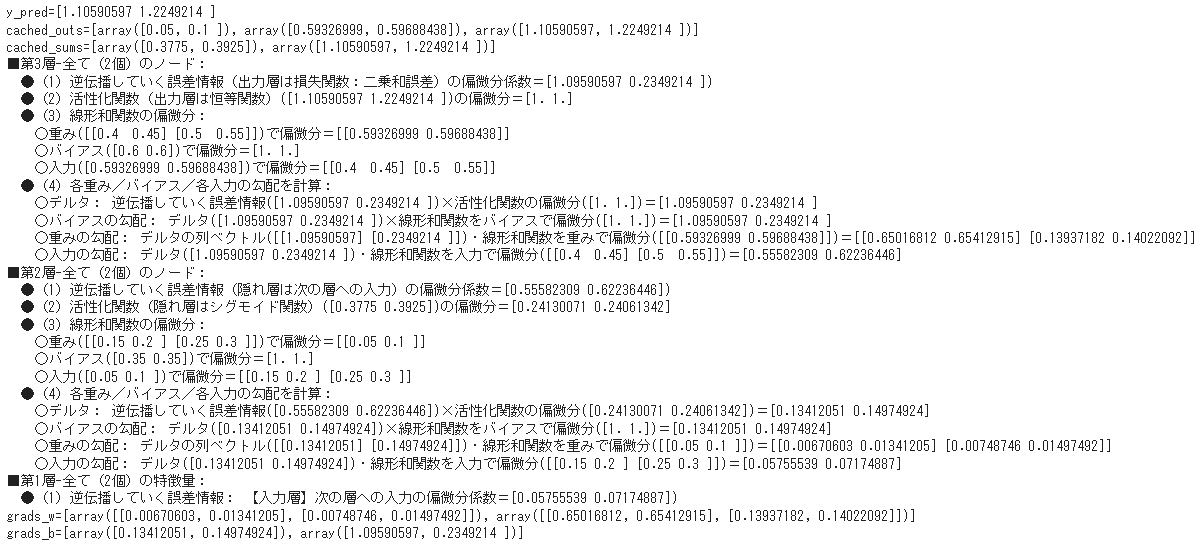 y_pred=[1.10590597 1.2249214 ]
cached_outs=[array([0.05, 0.1 ]), array([0.59326999, 0.59688438]), array([1.10590597, 1.2249214 ])]
cached_sums=[array([0.3775, 0.3925]), array([1.10590597, 1.2249214 ])]
■第3層-全て（2個）のノード：
●（1）逆伝播していく誤差情報（出力層は損失関数：二乗和誤差）の偏微分係数＝[1.09590597 0.2349214 ])
●（2）活性化関数（出力層は恒等関数）([1.10590597 1.2249214 ])の偏微分＝[1. 1.]
●（3）線形和関数の偏微分：
○重み([[0.4  0.45] [0.5  0.55]])で偏微分＝[[0.59326999 0.59688438]]
○バイアス([0.6 0.6])で偏微分＝[1. 1.]
○入力([0.59326999 0.59688438])で偏微分＝[[0.4  0.45] [0.5  0.55]]
●（4）各重み／バイアス／各入力の勾配を計算：
○デルタ： 逆伝播していく誤差情報([1.09590597 0.2349214 ])×活性化関数の偏微分([1. 1.])＝[1.09590597 0.2349214 ]
○バイアスの勾配： デルタ([1.09590597 0.2349214 ])×線形和関数をバイアスで偏微分([1. 1.])＝[1.09590597 0.2349214 ]
○重みの勾配： デルタの列ベクトル([[1.09590597] [0.2349214 ]])・線形和関数を重みで偏微分([[0.59326999 0.59688438]])＝[[0.65016812 0.65412915] [0.13937182 0.14022092]]
○入力の勾配： デルタ([1.09590597 0.2349214 ])・線形和関数を入力で偏微分([[0.4  0.45] [0.5  0.55]])＝[0.55582309 0.62236446]
■第2層-全て（2個）のノード：
●（1）逆伝播していく誤差情報（隠れ層は次の層への入力）の偏微分係数＝[0.55582309 0.62236446])
●（2）活性化関数（隠れ層はシグモイド関数）([0.3775 0.3925])の偏微分＝[0.24130071 0.24061342]
●（3）線形和関数の偏微分：
○重み([[0.15 0.2 ] [0.25 0.3 ]])で偏微分＝[[0.05 0.1 ]]
○バイアス([0.35 0.35])で偏微分＝[1. 1.]
○入力([0.05 0.1 ])で偏微分＝[[0.15 0.2 ] [0.25 0.3 ]]
●（4）各重み／バイアス／各入力の勾配を計算：
○デルタ： 逆伝播していく誤差情報([0.55582309 0.62236446])×活性化関数の偏微分([0.24130071 0.24061342])＝[0.13412051 0.14974924]
○バイアスの勾配： デルタ([0.13412051 0.14974924])×線形和関数をバイアスで偏微分([1. 1.])＝[0.13412051 0.14974924]
○重みの勾配： デルタの列ベクトル([[0.13412051] [0.14974924]])・線形和関数を重みで偏微分([[0.05 0.1 ]])＝[[0.00670603 0.01341205] [0.00748746 0.01497492]]
○入力の勾配： デルタ([0.13412051 0.14974924])・線形和関数を入力で偏微分([[0.15 0.2 ] [0.25 0.3 ]])＝[0.05755539 0.07174887]
■第1層-全て（2個）の特徴量：
●（1）逆伝播していく誤差情報： 【入力層】次の層への入力の偏微分係数＝[0.05755539 0.07174887])
grads_w=[array([[0.00670603, 0.01341205], [0.00748746, 0.01497492]]), array([[0.65016812, 0.65412915], [0.13937182, 0.14022092]])]
grads_b=[array([0.13412051, 0.14974924]), array([1.09590597, 0.2349214 ])]